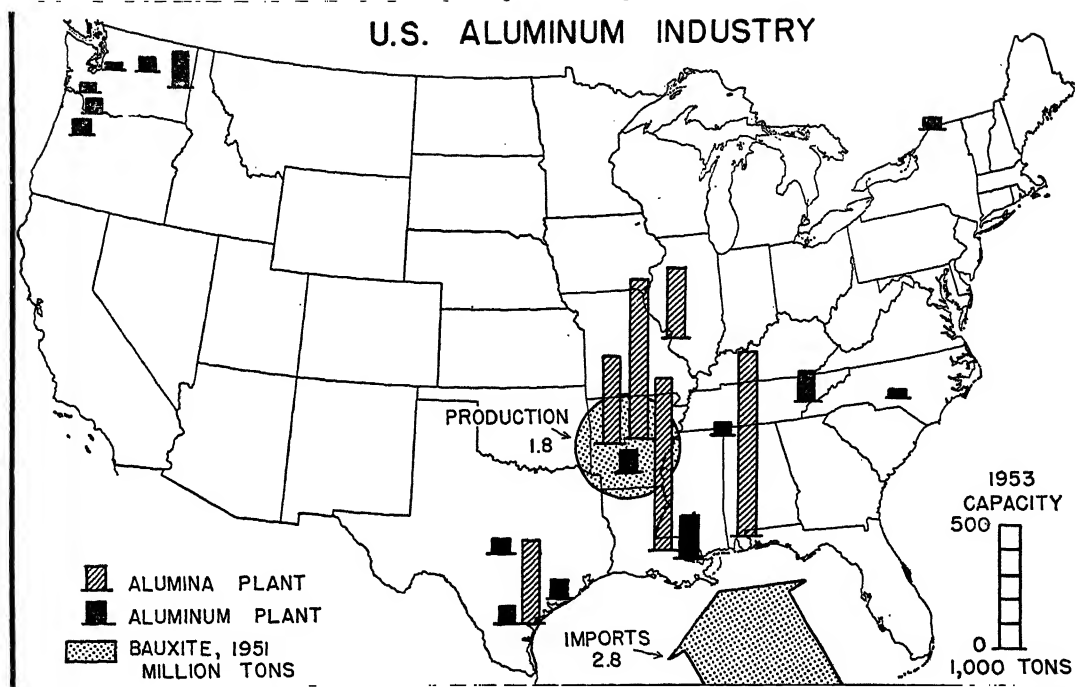 U.S. ALUMINUM INDUSTRY
PRODUCTION
1.8
1953
CAPACITY
500
0
1,000 TONS
ALUMINA PLANT
ALUMINUM PLANT
BAUXITE, 1951
MILLION TONS
IMPORTS
2.8